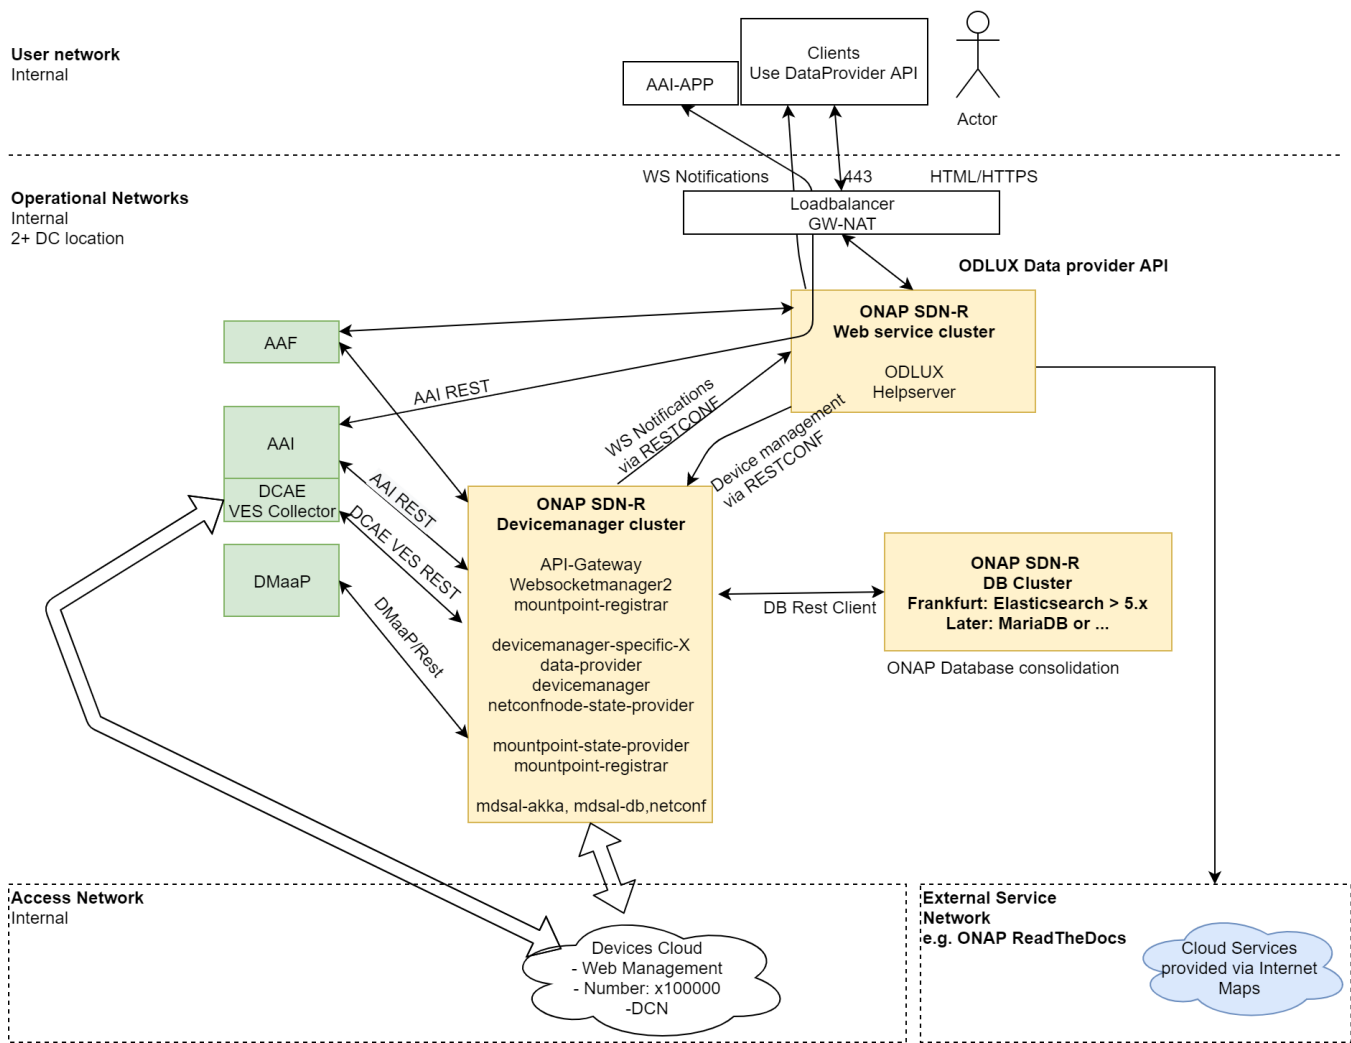 User network
Internal
AAI-APP
Clients
Use DataProvider API
Actor
Operational Networks
Internal
2+ DC location
WS Notifications
443
HTML/HTTPS
Loadbalancer
GW-NAT
ODLUX Data provider API
ONAP SDN-R
Web service cluster
ODLUX
Helpserver
AAF
AAI REST
AAI
DCAE
VES Collector
DMaaP
WS Notifications
via RESTCONF
Device management
via RESTCONF
AAI REST
DCAE VES REST
DMaaP/Rest
ONAP SDN-R
Devicemanager cluster
API-Gateway
Websocketmanager2
mountpoint-registrar
devicemanager-specific-X
data-provider
devicemanager
netconfnode-state-provider
mountpoint-state-provider
mountpoint-registrar
mdsal-akka, mdsal-db,netconf
DB Rest Client
ONAP SDN-R
DB Cluster
Frankfurt: Elasticsearch > 5.x
Later: MariaDB or ...
ONAP Database consolidation
Access Network
Internal
Devices Cloud
- Web Management
- Number: x100000
-DCN
External Service
Network
e.g. ONAP ReadTheDocs
Cloud Services
provided via Internet
Maps